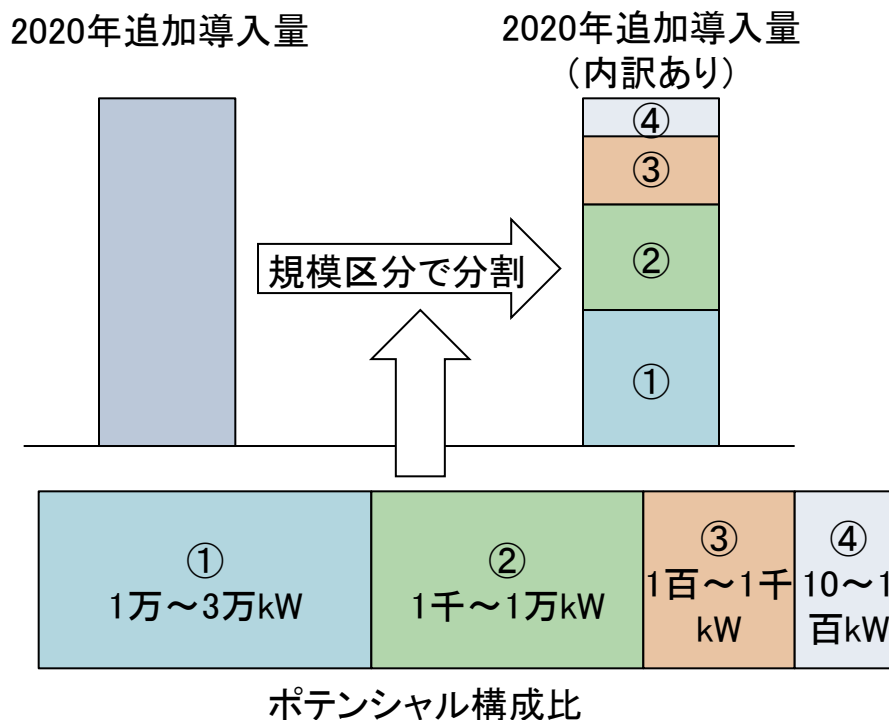 2020年追加導入量
2020年追加導入量
（内訳あり）
④
③
②
①
規模区分で分割
①
1万～3万kW
②
1千～1万kW
③
1百～1千
kW
④
10～1
百kW
ポテンシャル構成比